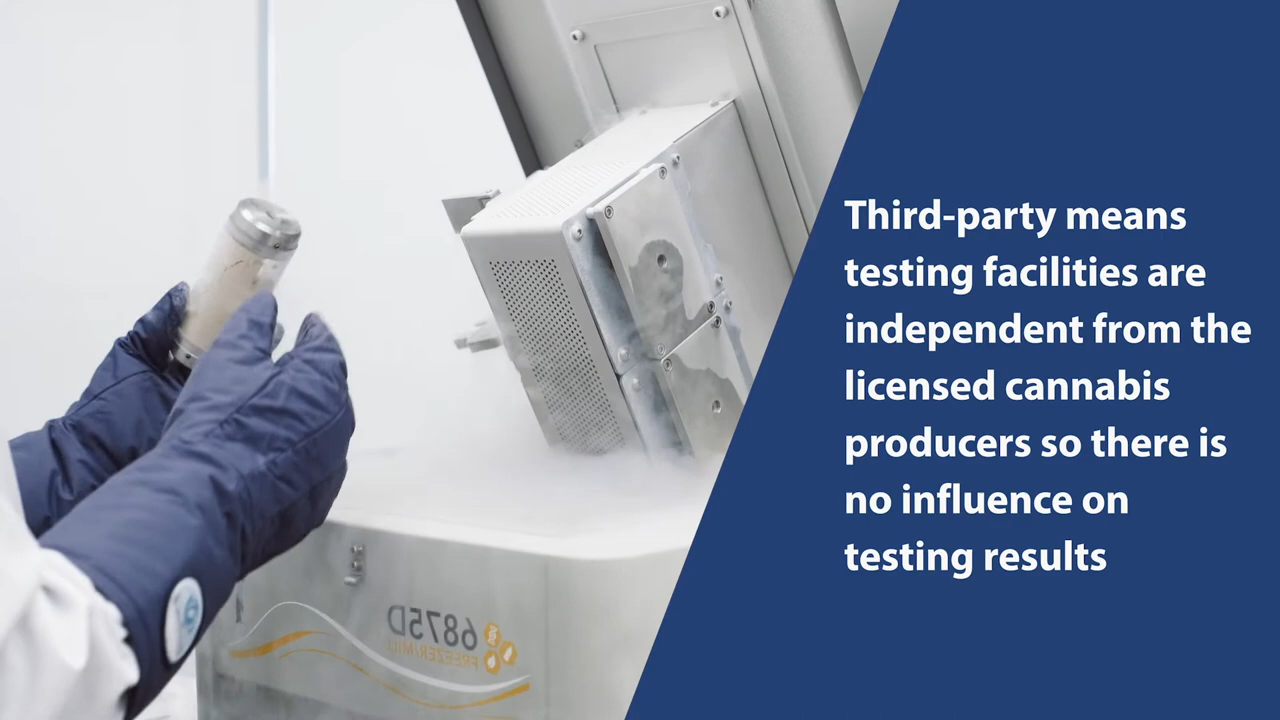 Third-party means
testing facilities are
independent from the
licensed cannabis
producers so there is
no influence on
testing results
6875D
FREEZER/MILL